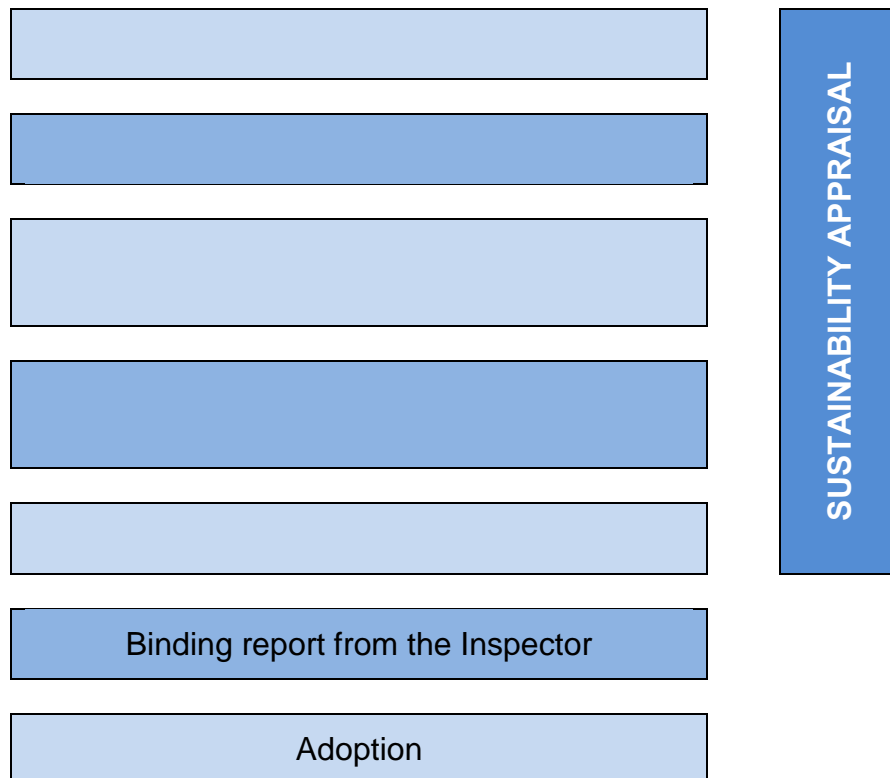 SUSTAINABILITY APPRAISAL
Binding report from the Inspector
Adoption